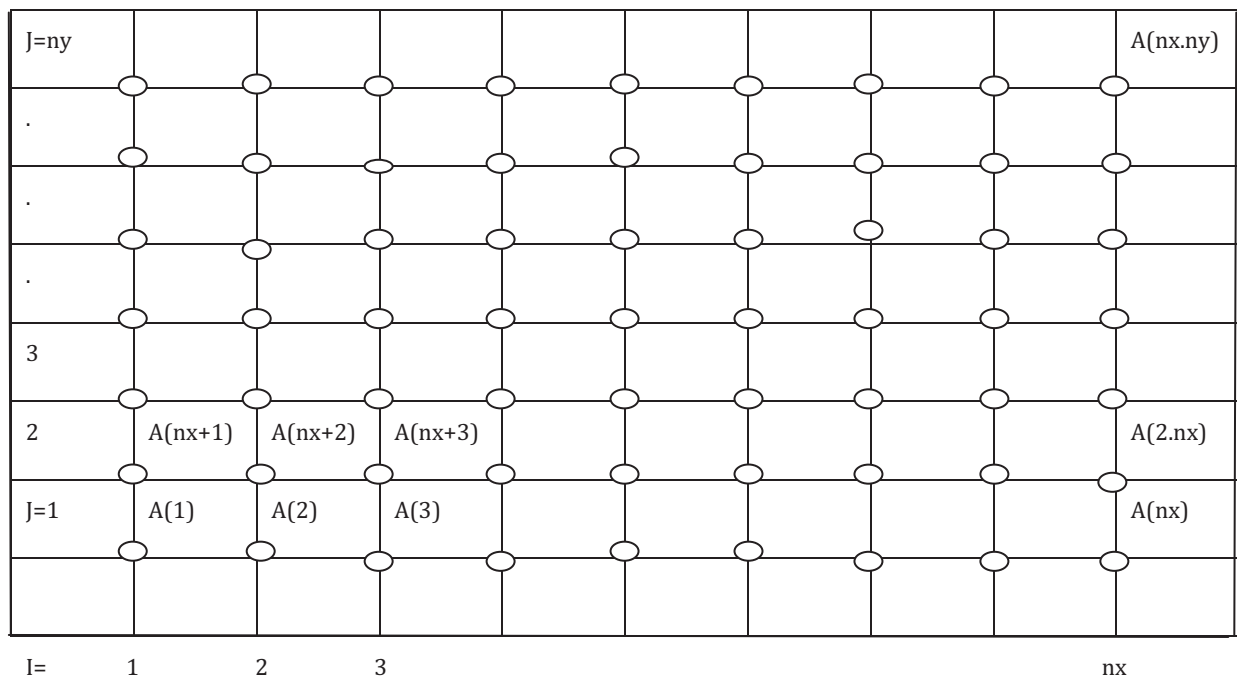 J=ny A(nx.ny)
.
.
.
3
2 A(nx+1) A(nx+2) A(nx+3) A(2.nx)
J=1 A(1) A(2) A(3) A(nx)
I= 1 2 3 nx